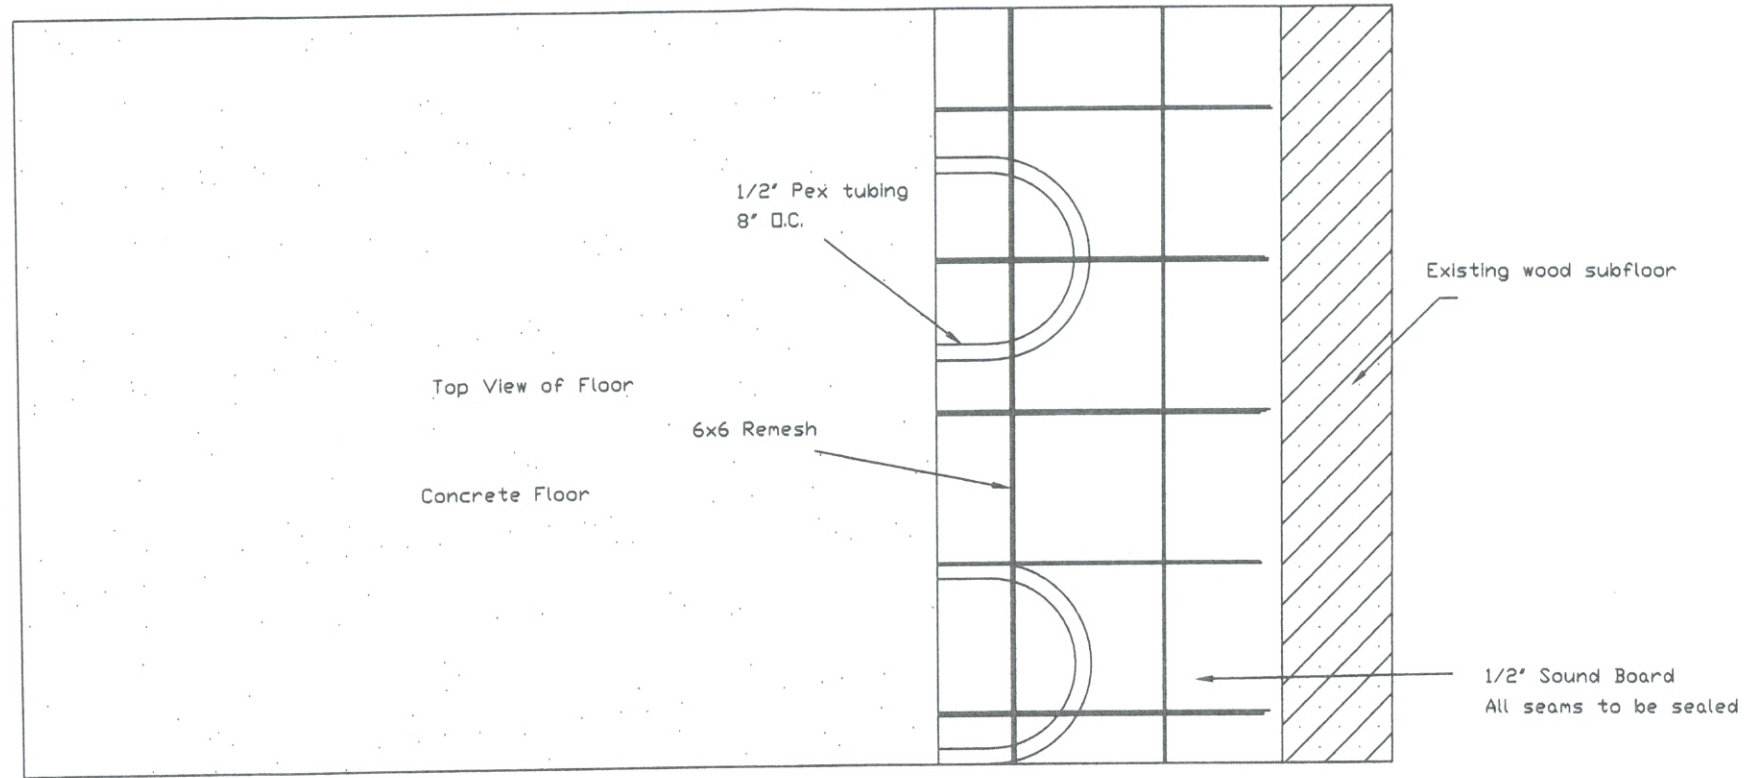 1/2" Pex tubing
8" O.C.
Existing wood subfloor
Top View of Floor
6x6 Remesh
Concrete Floor
1/2" Sound Board
All seams to be sealed